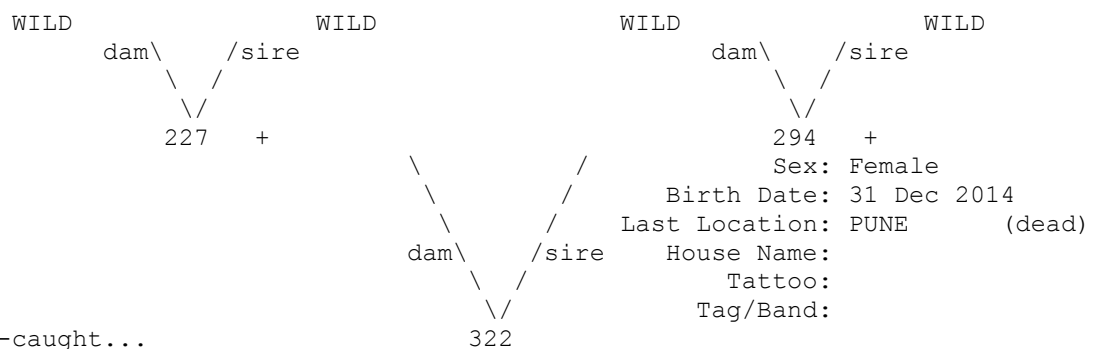 WILD WILD WILD WILD
dam\ /sire dam\ /sire
\ / \ /
\/ \/
227 + 294 +
\ / Sex: Female
\ / Birth Date: 31 Dec 2014
\ / Last Location: PUNE (dead)
dam\ /sire House Name:
\ / Tattoo:
\/ Tag/Band:
-caught... 322